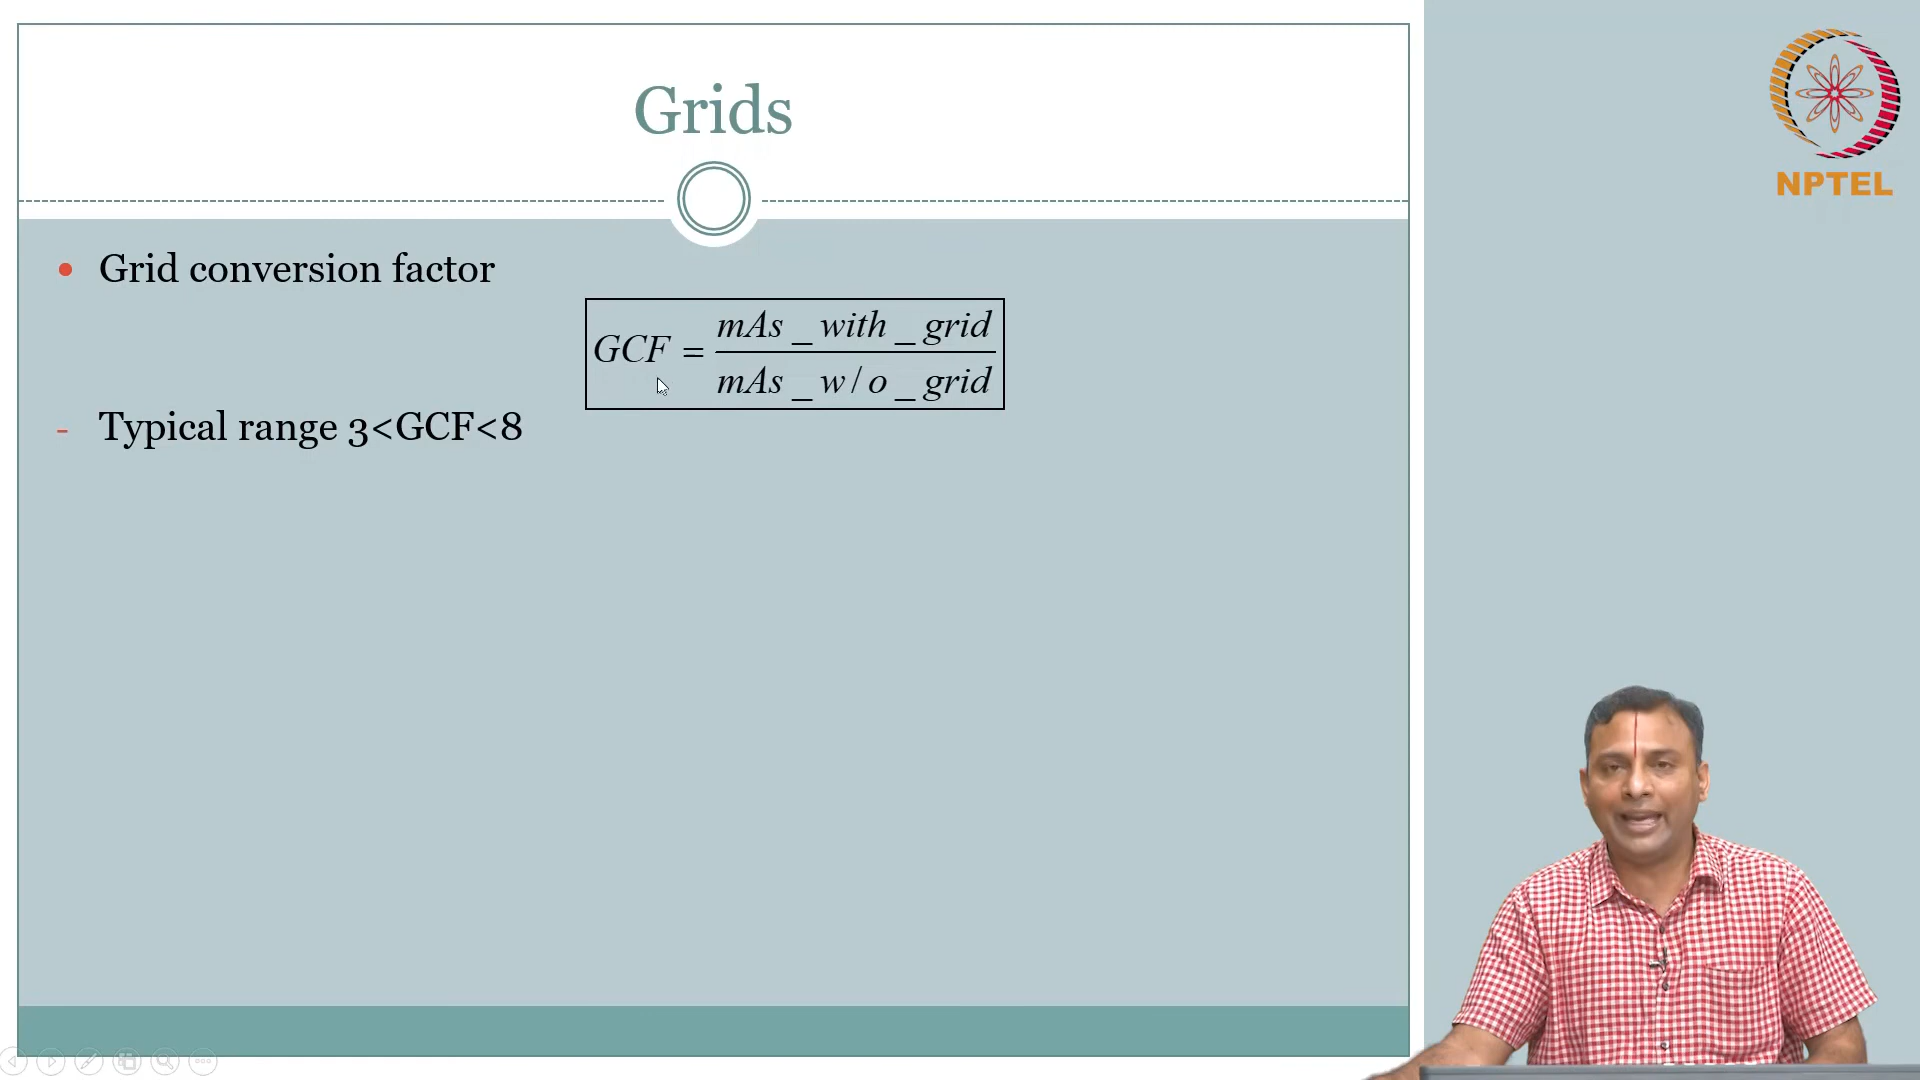 Grids
NPTEL
• Grid conversion factor
GCF = mAs _ with _ grid / mAs _ w/o _ grid
- Typical range 3<GCF<8